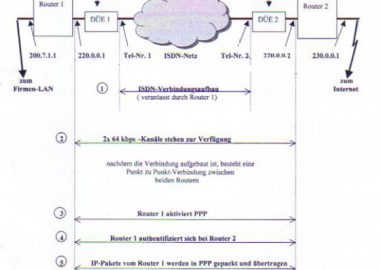 Router 1
Router 2
DÜE 1
DÜE 2
200.7.1.1
220.0.0.1
Tel-Nr. 1
ISDN-Netz
Tel-Nr. 2
220.0.0.2
230.0.0.1
zum
Firmen-LAN
zum
Internet
1
ISDN-Verbindungsaufbau
( veranlasst durch Router 1)
2
2x 64 kbps –Kanäle stehen zur Verfügung
nachdem die Verbindung aufgebaut ist, besteht eine
Punkt zu Punkt-Verbindung zwischen
beiden Routern
3
Router 1 aktiviert PPP
4
Router 1 authentifiziert sich bei Router 2
5
IP-Pakete vom Router 1 werden in PPP gepackt und übertragen